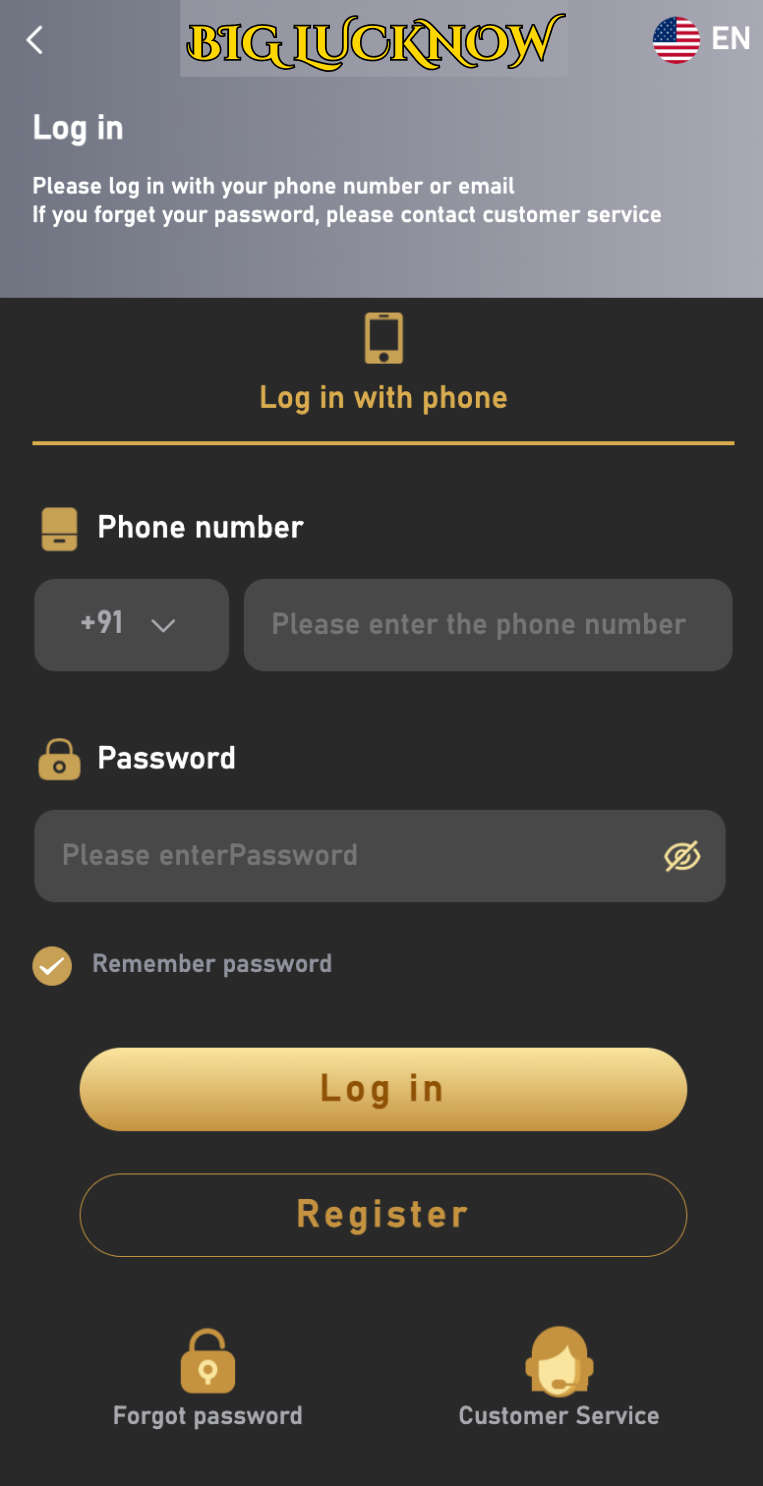 BIG LUCKNOW
EN
Log in
Please log in with your phone number or email
If you forget your password, please contact customer service
Log in with phone
Phone number
+91
Please enter the phone number
Password
Please enterPassword
Remember password
Log in
Register
Forgot password
Customer Service